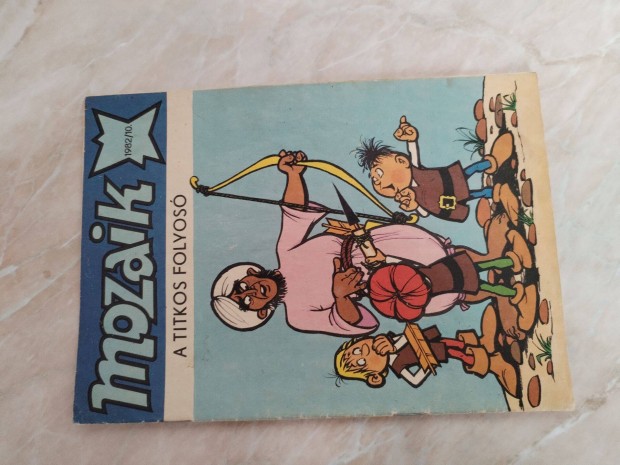 mozaik
1982/10.
A TITKOS FOLYOSÓ